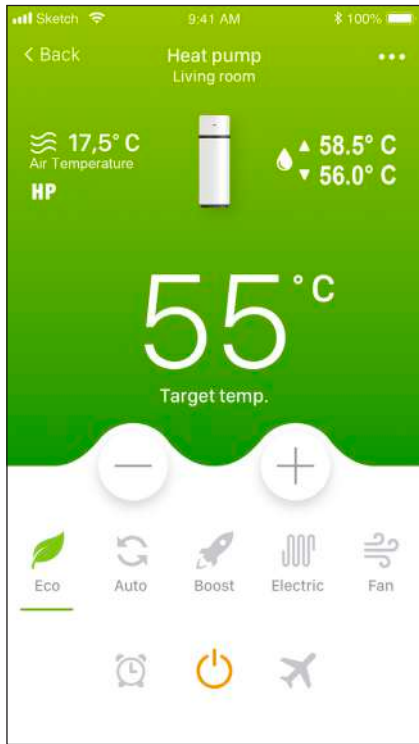 Sketch 9:41 AM 100%
Back Heat pump
Living room
17,5° C
Air Temperature
HP
▲ 58.5° C
▼ 56.0° C
55°C
Target temp.
Eco Auto Boost Electric Fan